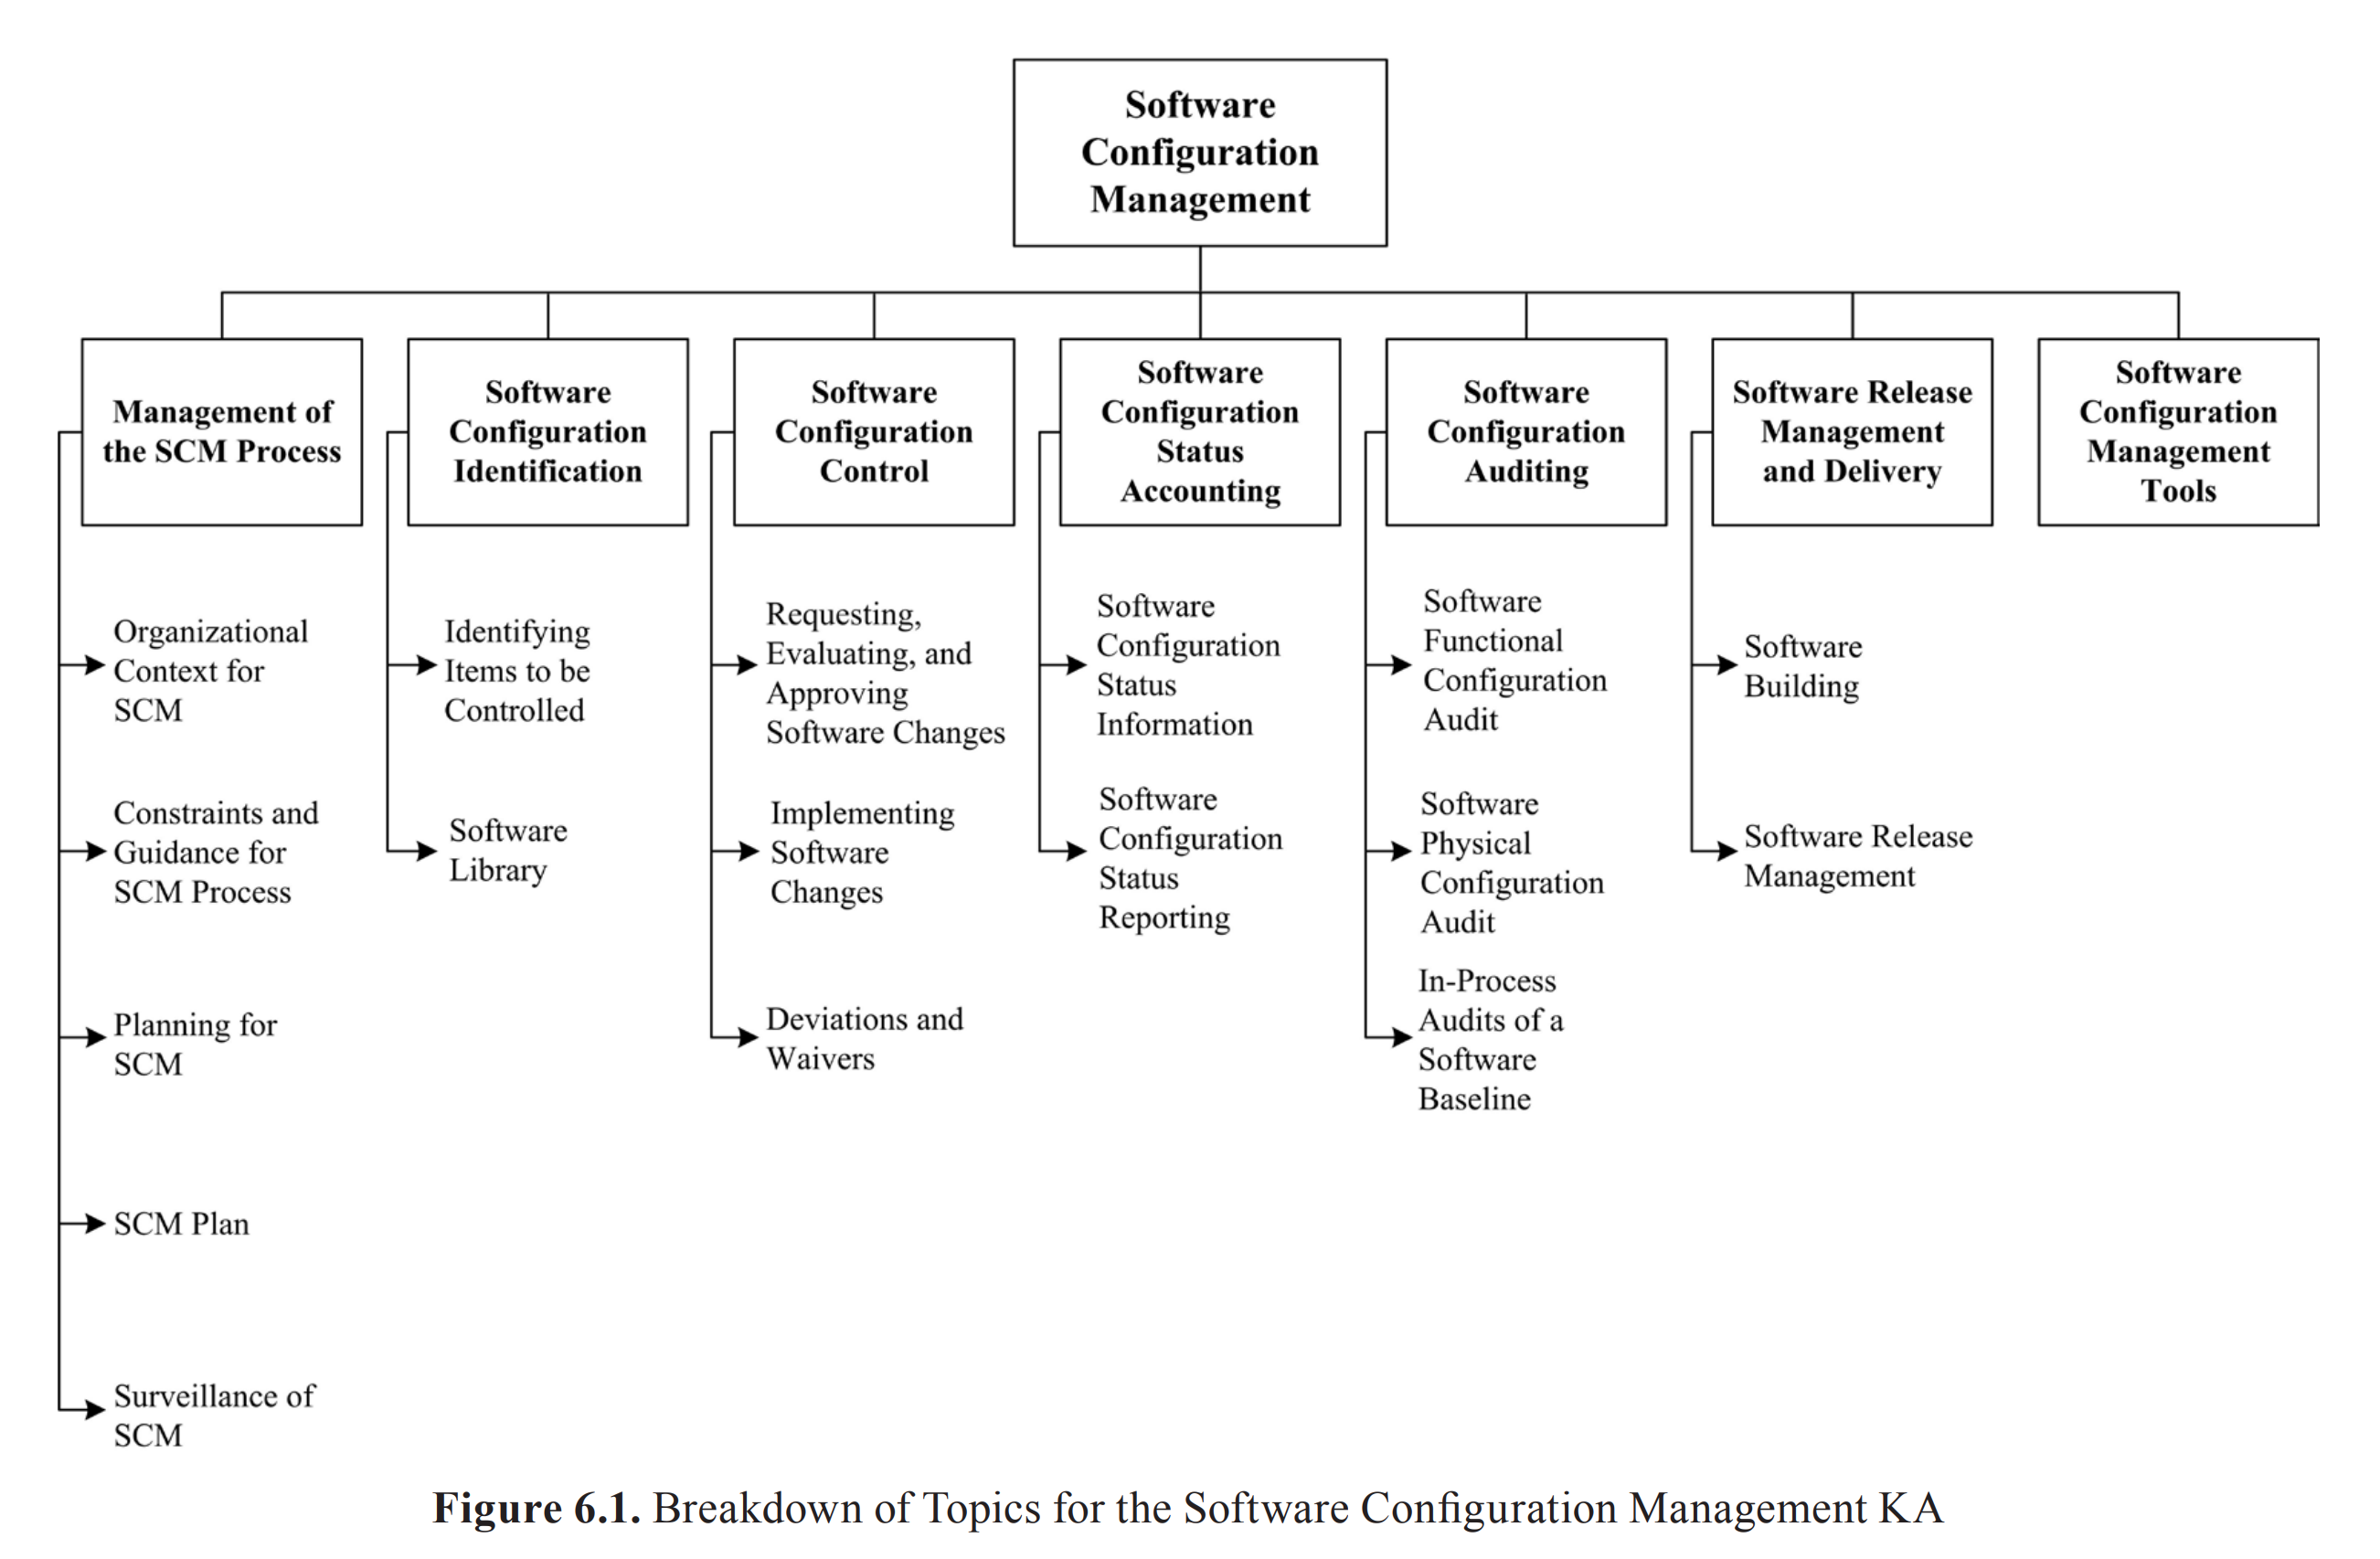 Software
Configuration
Management
Management of
the SCM Process
Software
Configuration
Identification
Software
Configuration
Control
Software
Configuration
Status
Accounting
Software
Configuration
Auditing
Software Release
Management
and Delivery
Software
Configuration
Management
Tools
Organizational
Context for
SCM
Constraints and
Guidance for
SCM Process
Planning for
SCM
SCM Plan
Surveillance of
SCM
Identifying
Items to be
Controlled
Software
Library
Requesting,
Evaluating, and
Approving
Software Changes
Implementing
Software
Changes
Deviations and
Waivers
Software
Configuration
Status
Information
Software
Configuration
Status
Reporting
Software
Functional
Configuration
Audit
Software
Physical
Configuration
Audit
In-Process
Audits of a
Software
Baseline
Software
Building
Software Release
Management
Figure 6.1. Breakdown of Topics for the Software Configuration Management KA